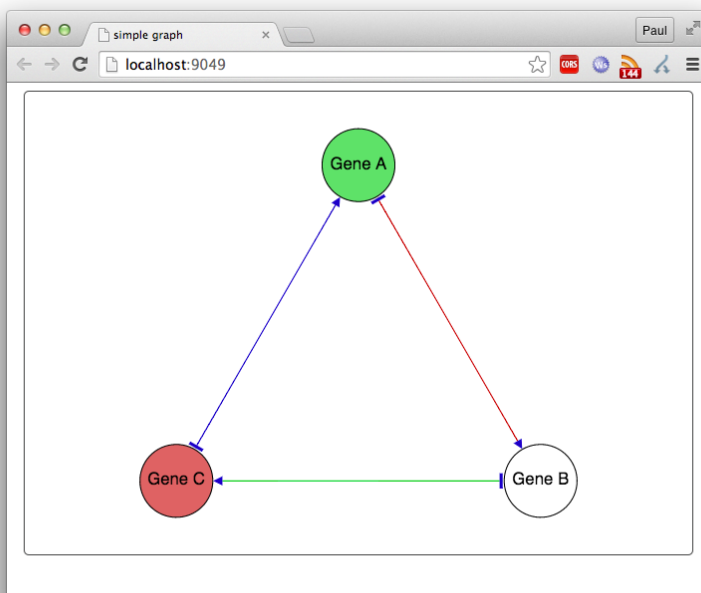 simple graph
Paul
localhost:9049
CORS
144
Gene A
Gene C
Gene B